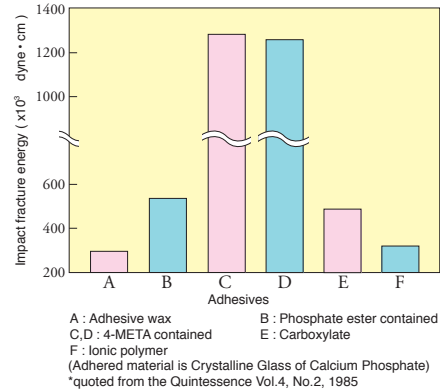 Impact fracture energy ( x10³ dyne・cm )
1400
1200
1000
600
400
200
A B C D E F
Adhesives
A : Adhesive wax B : Phosphate ester contained
C,D : 4-META contained E : Carboxylate
F : Ionic polymer
(Adhered material is Crystalline Glass of Calcium Phosphate)
*quoted from the Quintessence Vol.4, No.2, 1985